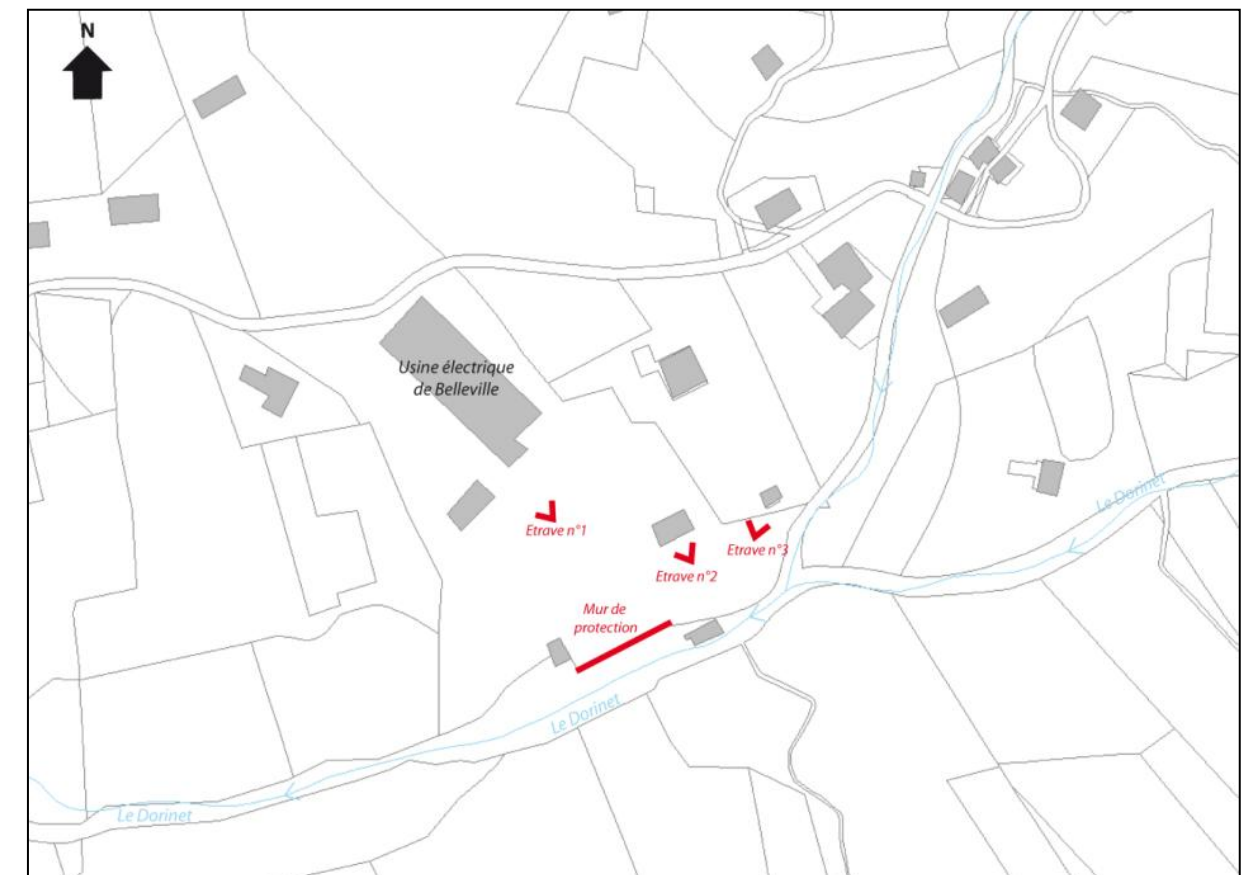 N
Usine électrique
de Belleville
Le Dorinet
Etrave n°1
Etrave n°3
Etrave n°2
Mur de
protection
Le Dorinet
Le Dorinet